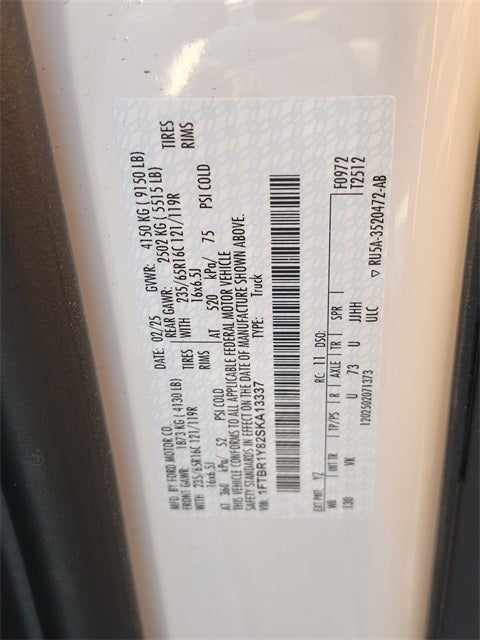 MFD. BY FORD MOTOR CO.
DATE: 02/25 GVWR: 4150 KG ( 9150 LB)
FRONT GAWR: 1873 KG ( 4130 LB) REAR GAWR: 2502 KG ( 5515 LB)
WITH 235/65R16C 121/119R TIRES WITH 235/65R16C 121/119R TIRES
16x6.5J RIMS 16x6.5J RIMS
AT 360 kPa/ 52 PSI COLD AT 520 kPa/ 75 PSI COLD
THIS VEHICLE CONFORMS TO ALL APPLICABLE FEDERAL MOTOR VEHICLE
SAFETY STANDARDS IN EFFECT ON THE DATE OF MANUFACTURE SHOWN ABOVE.
VIN: 1FTBR1Y82SKA13337 TYPE: Truck
F0972
T2512
EXT PNT: YZ RC: 11 DSO:
WB INT TR TP/PS R AXLE TR SPR
130 VK U 73 U JJHH
ULC
1202502071373 ▽ RU5A-3520472-AB